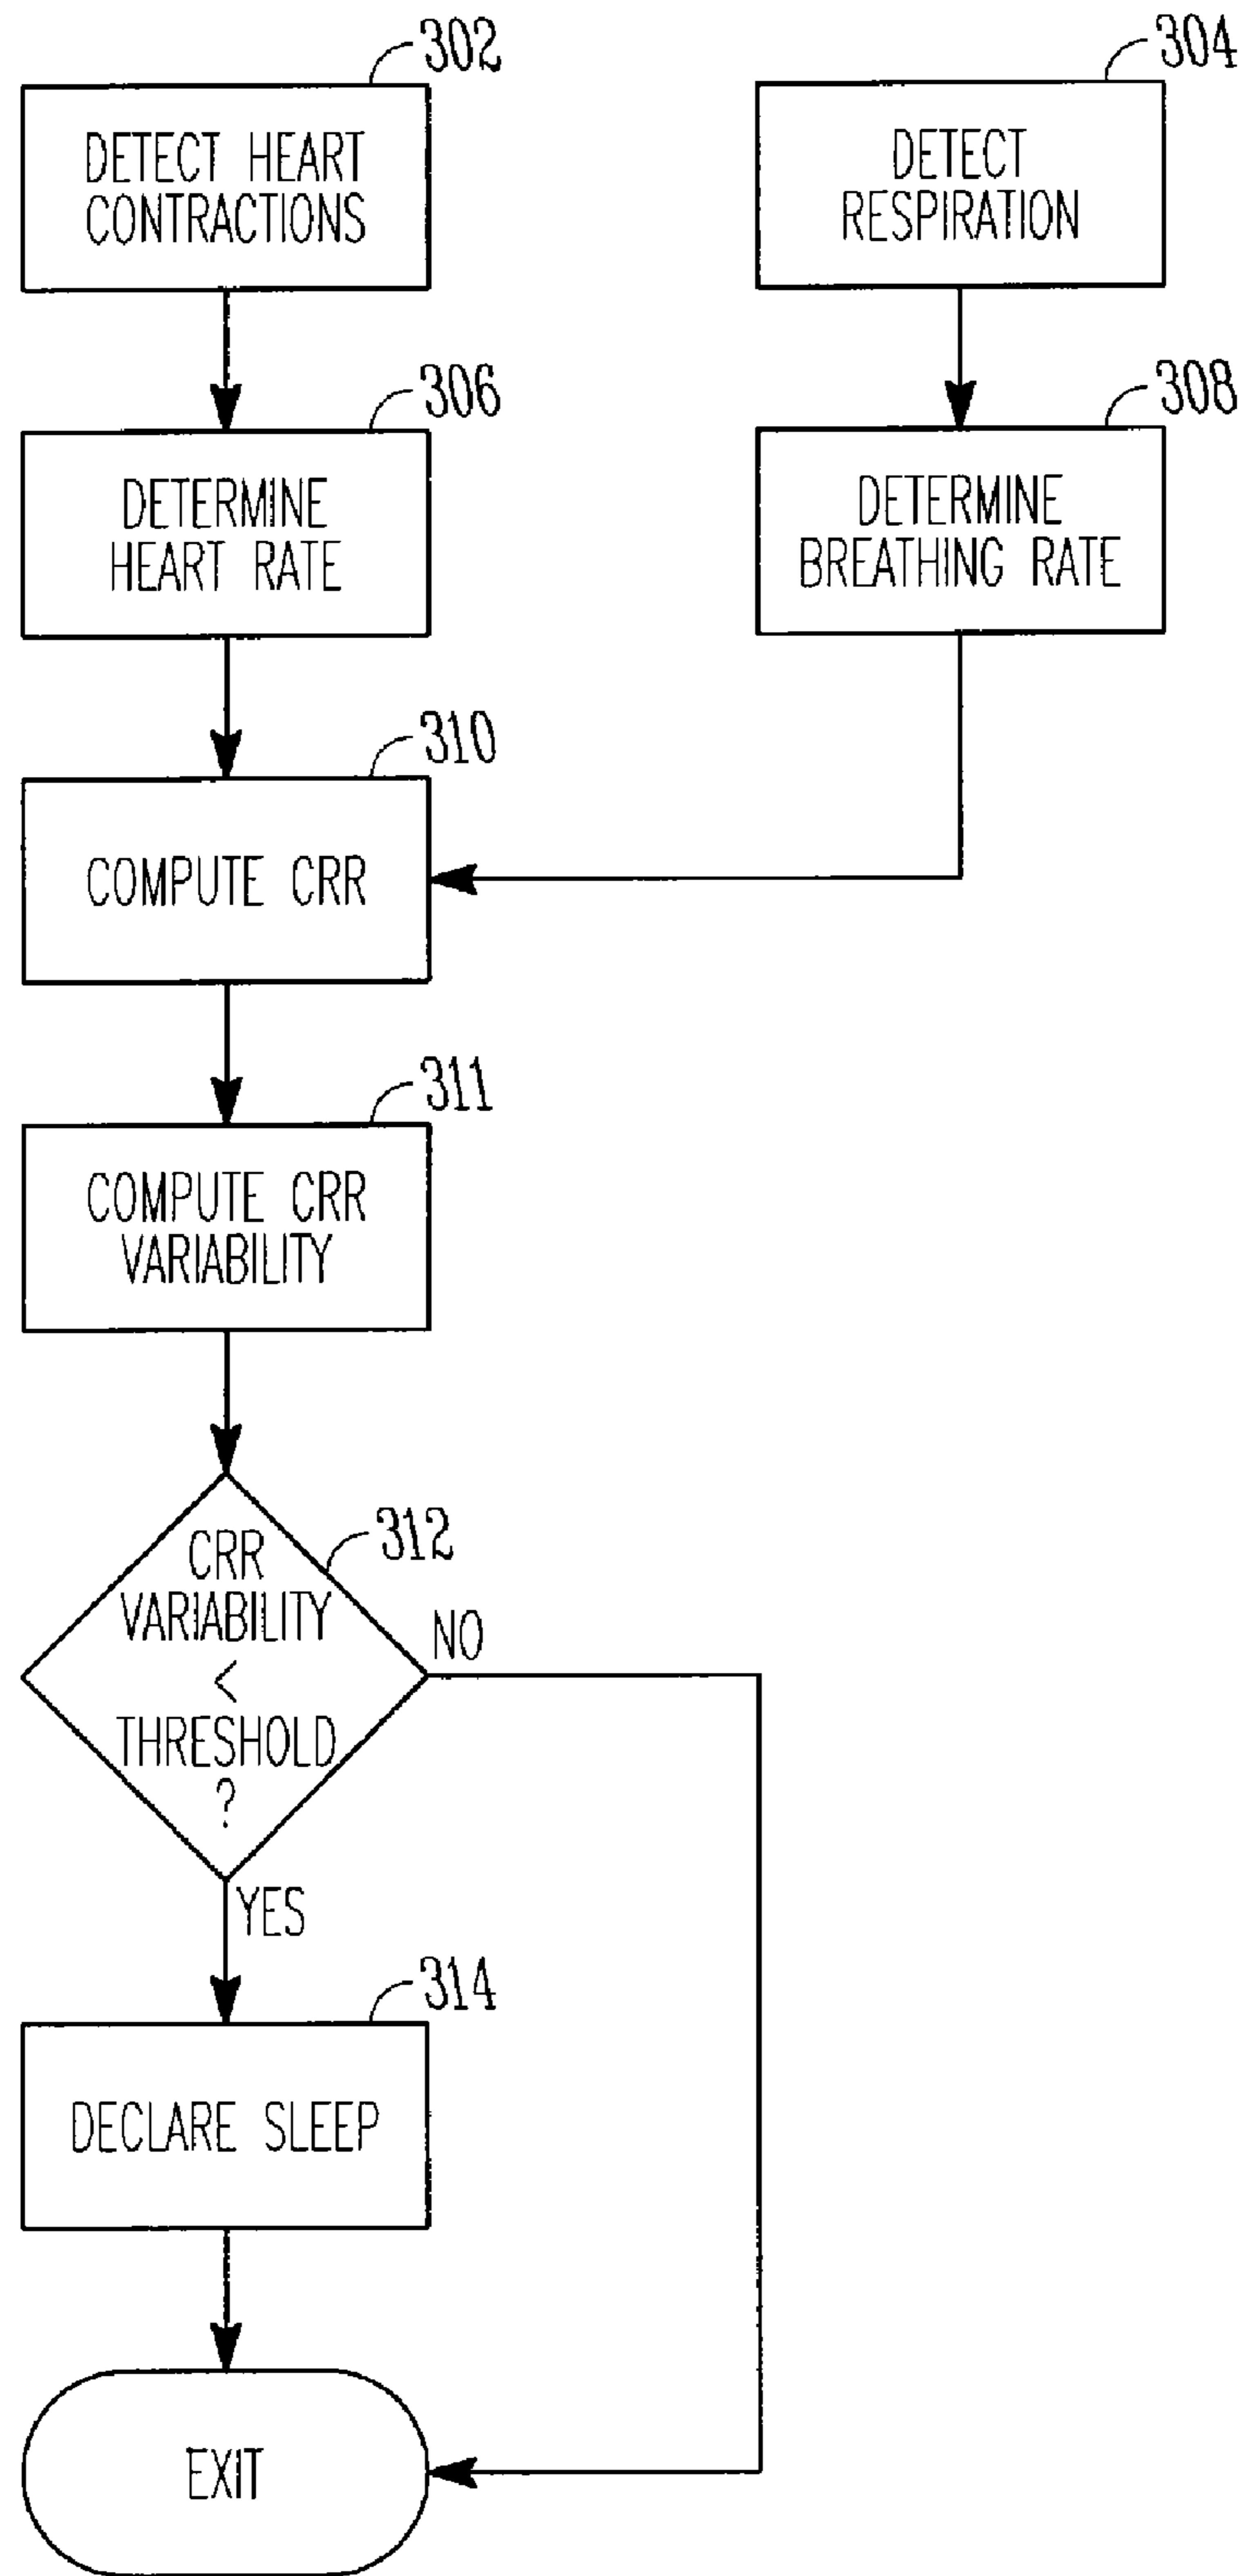 302
DETECT HEART
CONTRACTIONS
304
DETECT
RESPIRATION
306
DETERMINE
HEART RATE
308
DETERMINE
BREATHING RATE
310
COMPUTE CRR
311
COMPUTE CRR
VARIABILITY
312
CRR
VARIABILITY
<
THRESHOLD
?
NO
YES
314
DECLARE SLEEP
EXIT